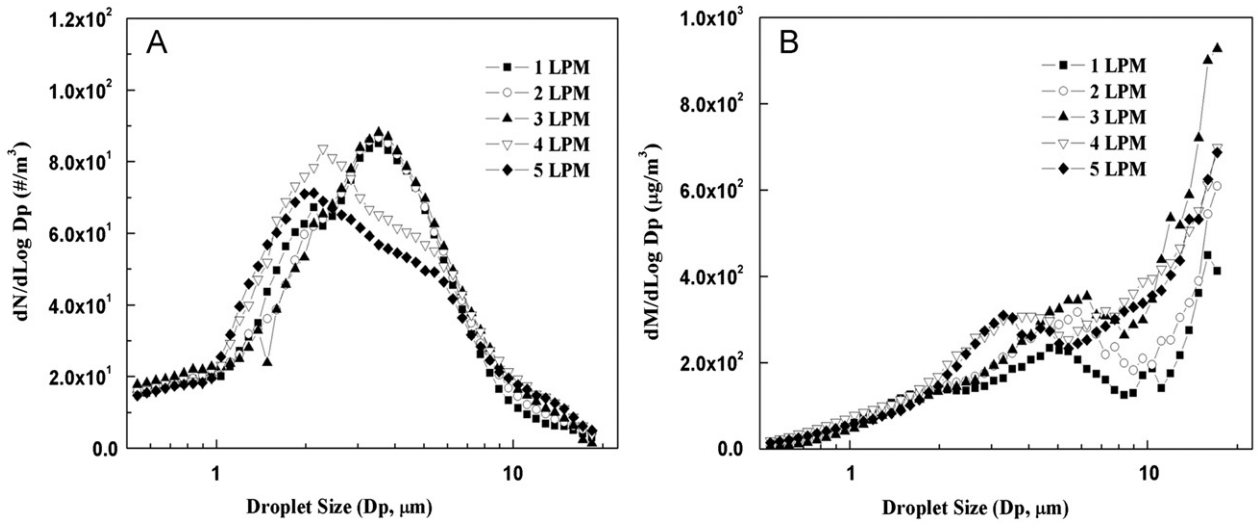 A
dN/dLog Dp (#/m³)
1.2x10²
1.0x10²
8.0x10¹
6.0x10¹
4.0x10¹
2.0x10¹
0.0
1 LPM
2 LPM
3 LPM
4 LPM
5 LPM
1
10
Droplet Size (Dp, μm)
B
dM/dLog Dp (μg/m³)
1.0x10³
8.0x10²
6.0x10²
4.0x10²
2.0x10²
0.0
1 LPM
2 LPM
3 LPM
4 LPM
5 LPM
1
10
Droplet Size (Dp, μm)